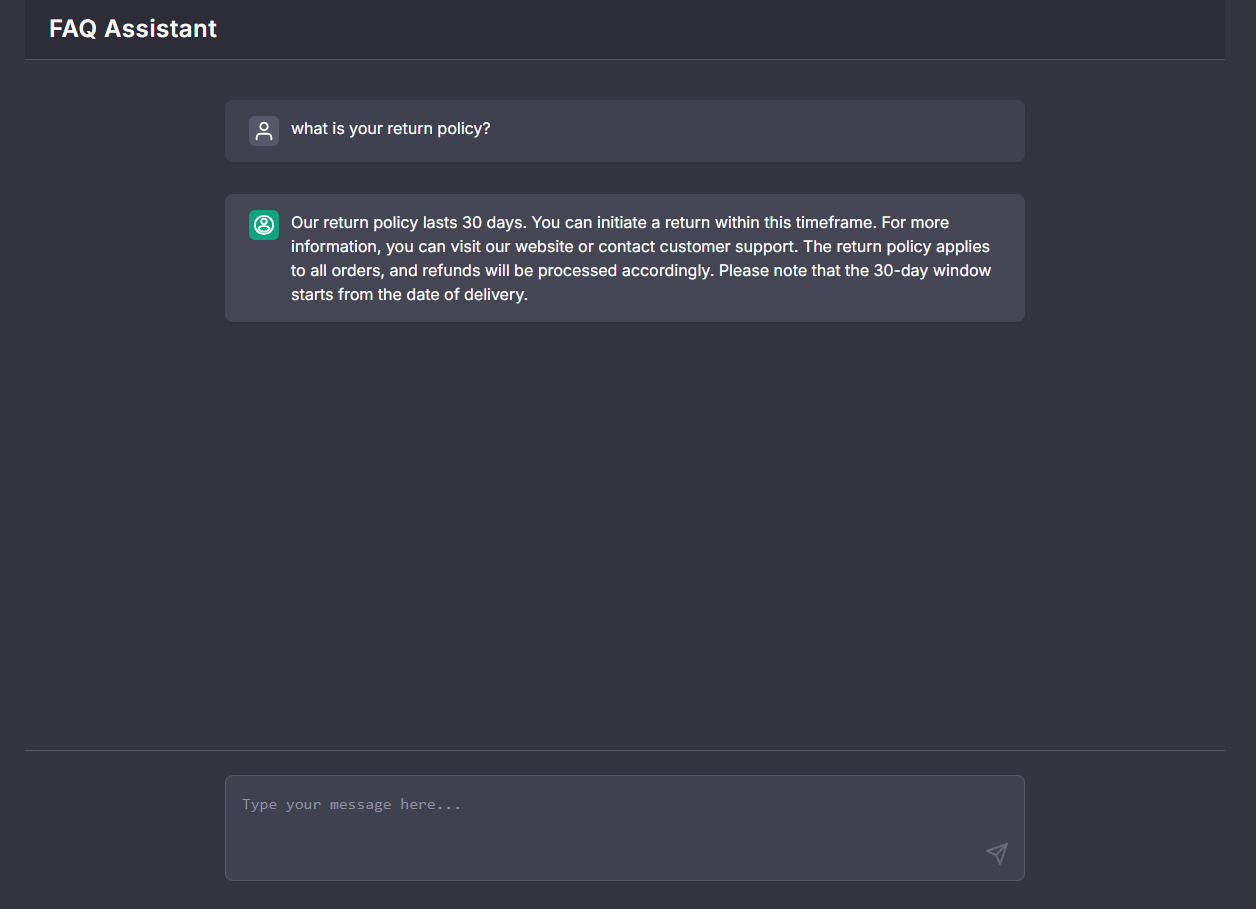 FAQ Assistant
what is your return policy?
Our return policy lasts 30 days. You can initiate a return within this timeframe. For more
information, you can visit our website or contact customer support. The return policy applies
to all orders, and refunds will be processed accordingly. Please note that the 30-day window
starts from the date of delivery.
Type your message here...